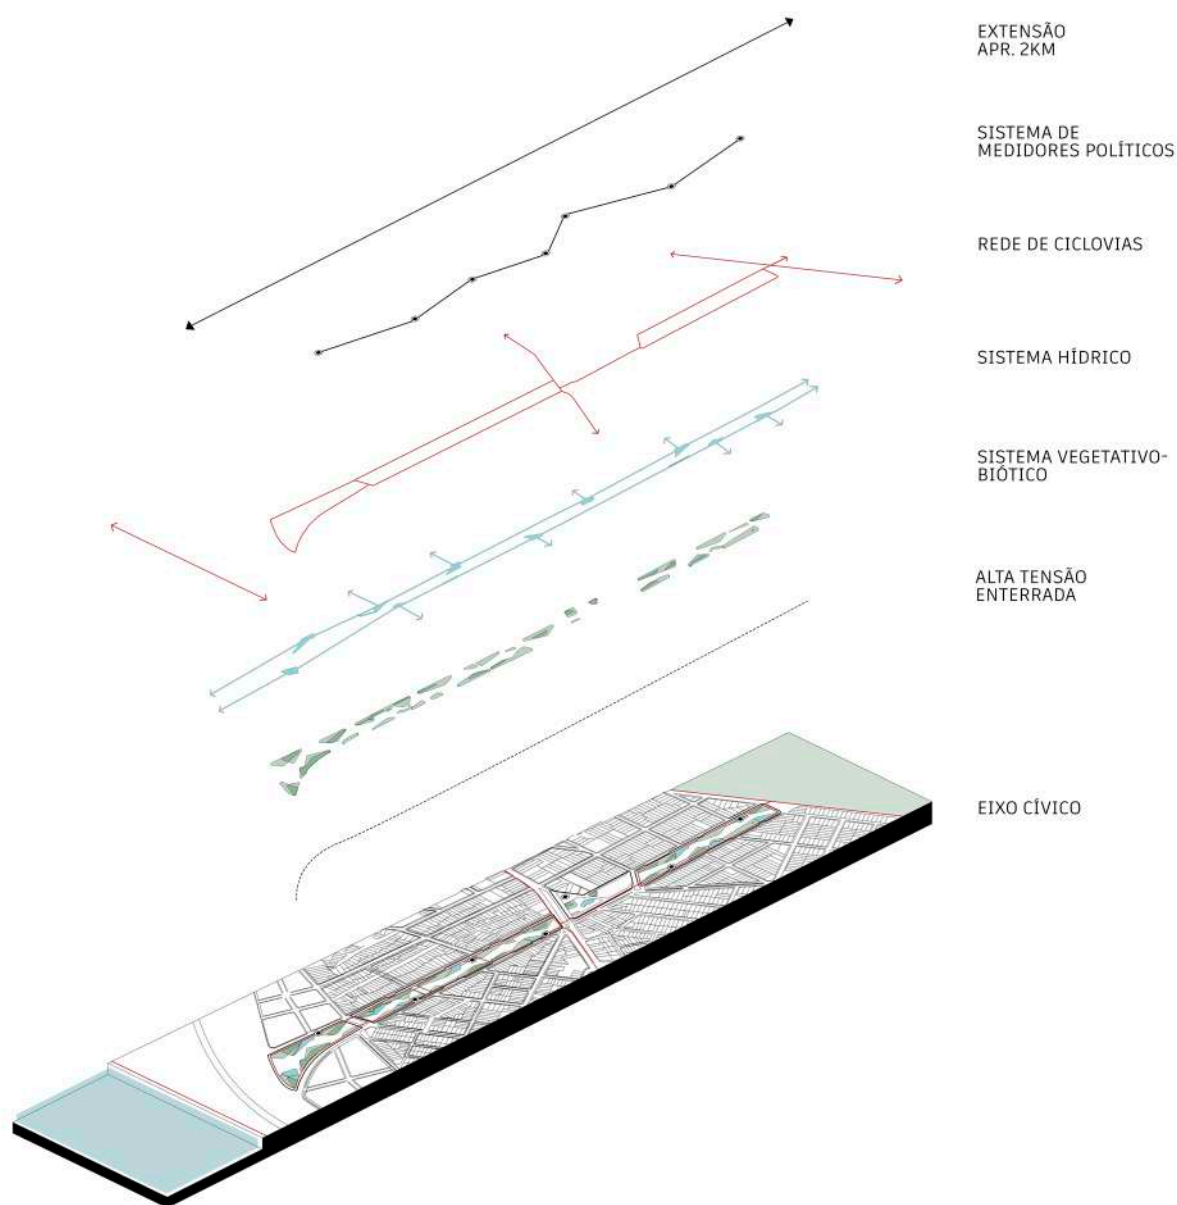 EXTENSÃO
APR. 2KM
SISTEMA DE
MEDIDORES POLÍTICOS
REDE DE CICLOVIAS
SISTEMA HÍDRICO
SISTEMA VEGETATIVO-
BIÓTICO
ALTA TENSÃO
ENTERRADA
EIXO CÍVICO